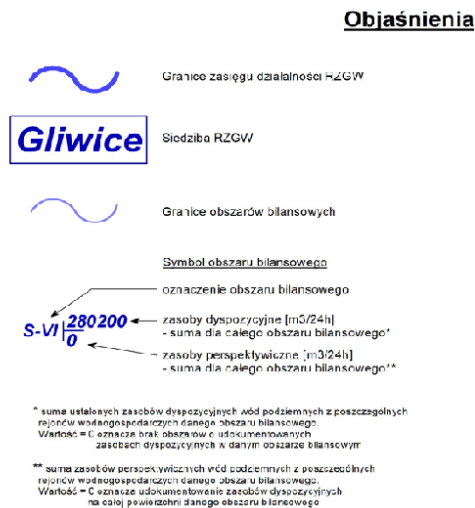 Objaśnienia
Granice zasięgu działalności RZGW
Gliwice
Siedziba RZGW
Granice obszarów bilansowych
Symbol obszaru bilansowego
oznaczenie obszaru bilansowego
S-VI 280200
0
zasoby dyspozycyjne [m3/24h]
- suma dla całego obszaru bilansowego*
zasoby perspektywiczne [m3/24h]
- suma dla całego obszaru bilansowego**
* suma ustalonych zasobów dyspozycyjnych wód podziemnych z poszczególnych
rejonów wodnogospodarczych danego obszaru bilansowego.
Wartość = 0 oznacza brak obszarów o udokumentowanych
zasobach dyspozycyjnych w danym obszarze bilansowym
** suma zasobów perspektywicznych wód podziemnych z poszczególnych
rejonów wodnogospodarczych danego obszaru bilansowego.
Wartość = 0 oznacza udokumentowanie zasobów dyspozycyjnych
na całej powierzchni danego obszaru bilansowego